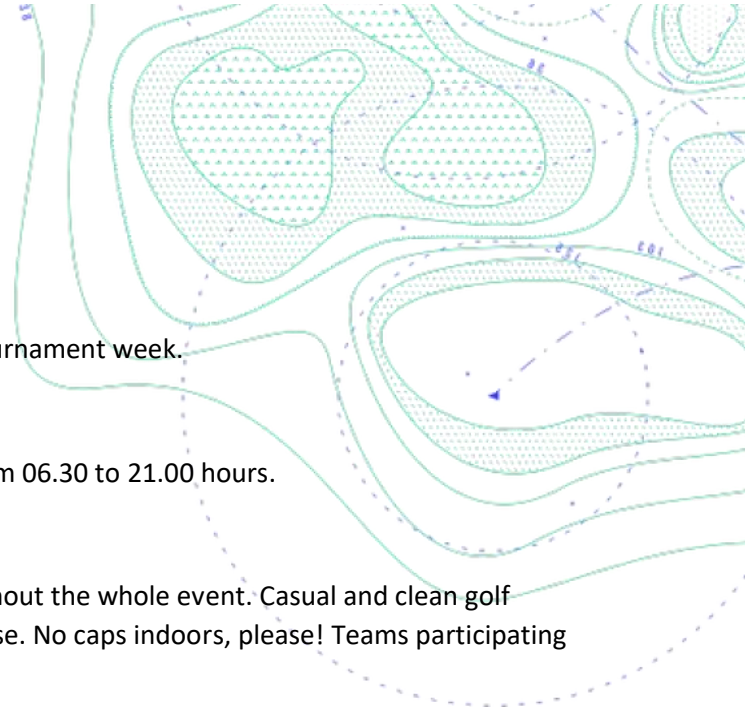 urnament week.
m 06.30 to 21.00 hours.
hout the whole event. Casual and clean golf
se. No caps indoors, please! Teams participating